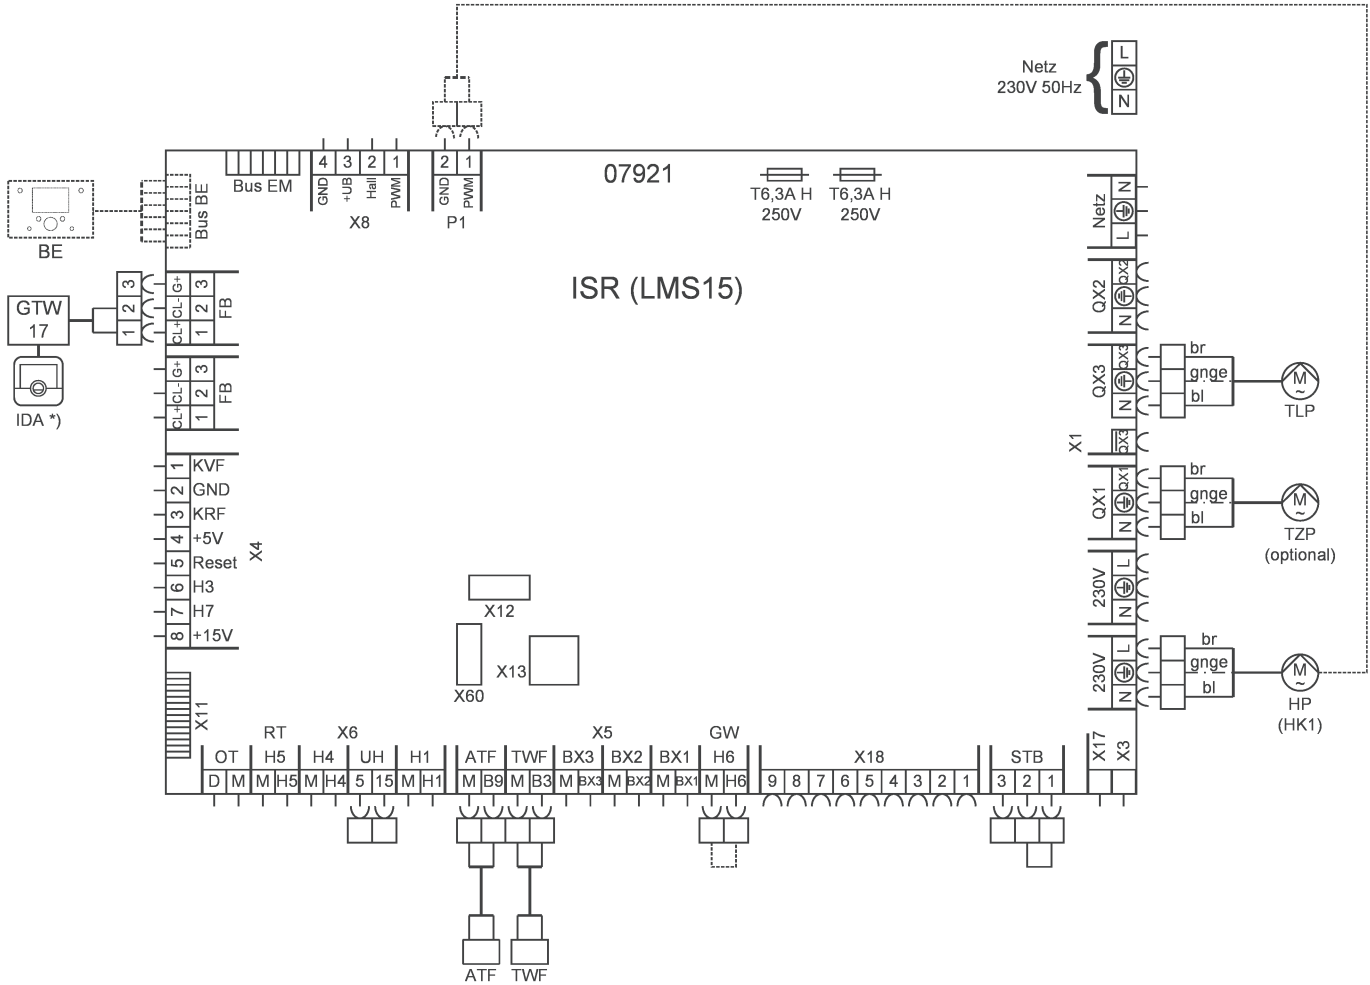 Netz
230V 50Hz
L
N
07921
T6,3A H
250V
T6,3A H
250V
ISR (LMS15)
Bus EM
4 3 2 1
GND +UB Hall PWM
X8
2 1
GND PWM
P1
BE
Bus BE
GTW
17
IDA *)
3 2 1
G+ CL- CL+
3 2 1
FB
G+ CL- CL+
3 2 1
FB
1 KVF
2 GND
3 KRF
4 +5V
5 Reset
6 H3
7 H7
8 +15V
X4
X11
X12
X13
X60
Netz
N
L
QX2
QX2
N
QX3
QX3
N
br
gnge
bl
M
~
TLP
X1
QX3
QX1
QX1
N
br
gnge
bl
M
~
TZP
(optional)
230V
L
N
230V
L
N
br
gnge
bl
M
~
HP
(HK1)
X17 X3
RT X6 X5 GW
OT H5 H4 UH H1 ATF TWF BX3 BX2 BX1 H6 X18 STB
D M M H5 M H4 5 15 M H1 M B9 M B3 M BX3 M BX2 M BX1 M H6 9 8 7 6 5 4 3 2 1 3 2 1
ATF TWF